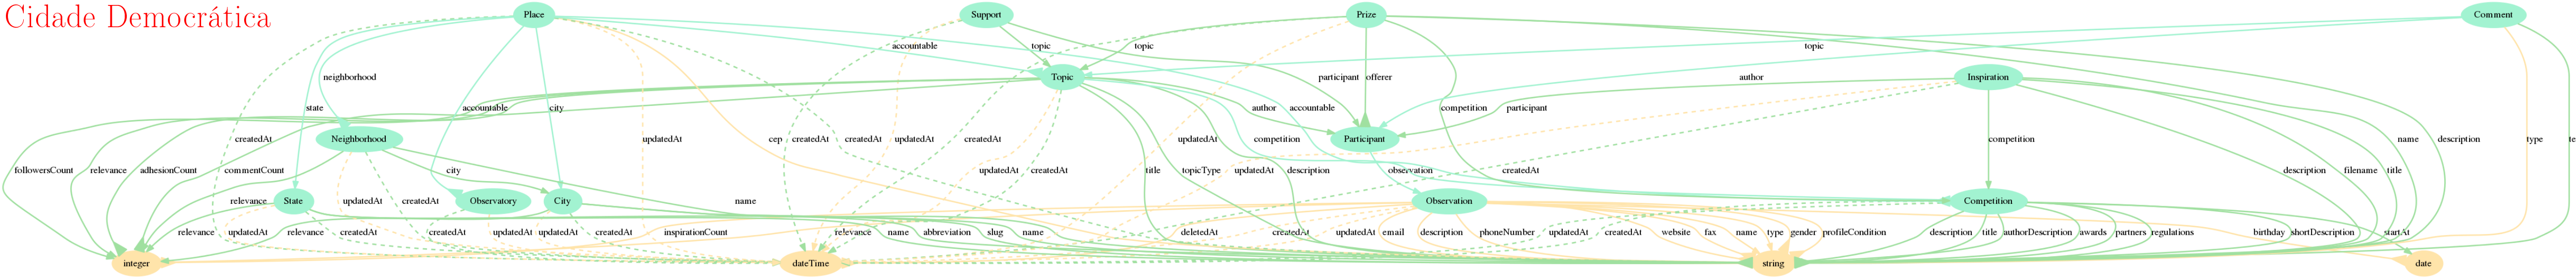 Cidade Democrática
Place
Support
Prize
Comment
accountable
topic
topic
topic
neighborhood
Topic
participant
offerer
author
Inspiration
state
accountable
city
author
accountable
participant
competition
createdAt
Neighborhood
updatedAt
cep
createdAt
createdAt
updatedAt
createdAt
competition
updatedAt
Participant
competition
name
description
type
te
followersCount
relevance
adhesionCount
commentCount
city
updatedAt
createdAt
title
topicType
updatedAt
description
observation
createdAt
description
filename
title
relevance
updatedAt
createdAt
name
State
Observatory
City
Observation
Competition
relevance
updatedAt
createdAt
relevance
createdAt
updatedAt
updatedAt
createdAt
inspirationCount
relevance
name
abbreviation
slug
name
deletedAt
createdAt
updatedAt
email
description
phoneNumber
updatedAt
createdAt
website
fax
name
type
gender
profileCondition
description
title
authorDescription
awards
partners
regulations
birthday
shortDescription
startAt
integer
dateTime
string
date